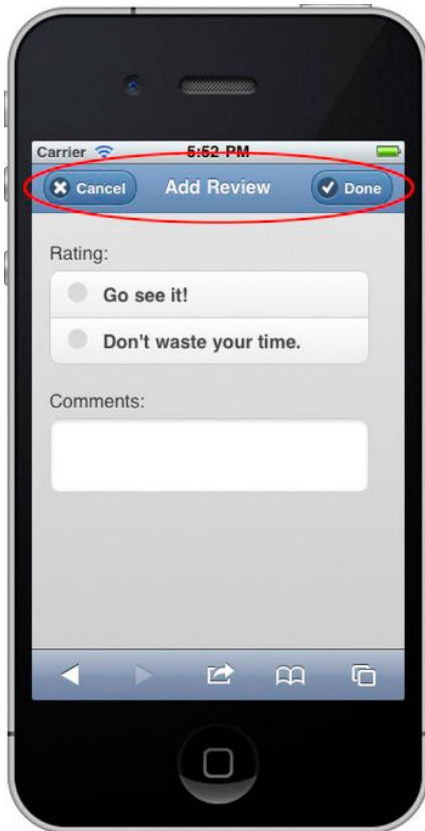 Carrier 5:52 PM
Cancel Add Review Done
Rating:
Go see it!
Don't waste your time.
Comments: